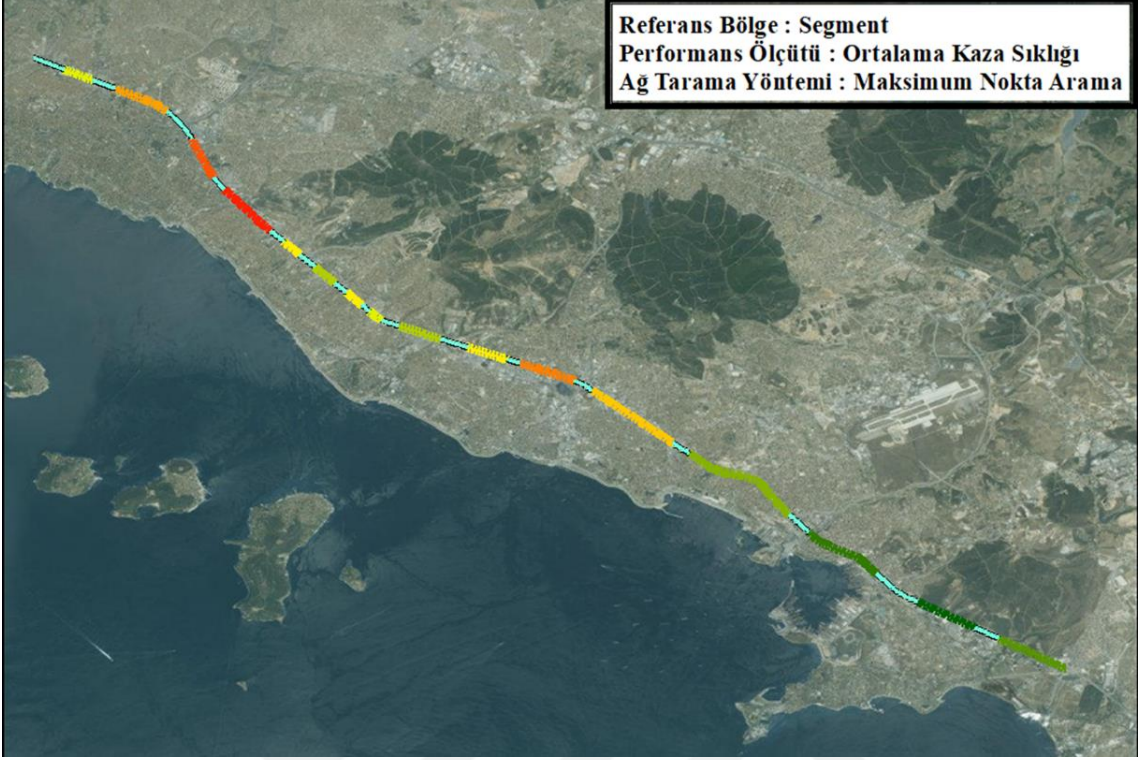 Referans Bölge : Segment
Performans Ölçütü : Ortalama Kaza Sıklığı
Ağ Tarama Yöntemi : Maksimum Nokta Arama